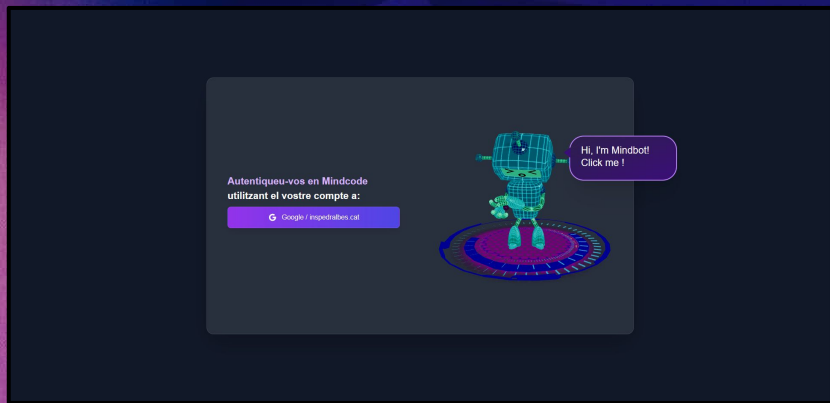 Autentiqueu-vos en Mindcode
utilitzant el vostre compte a:
Google / inspedralbes.cat
Hi, I'm Mindbot!
Click me !